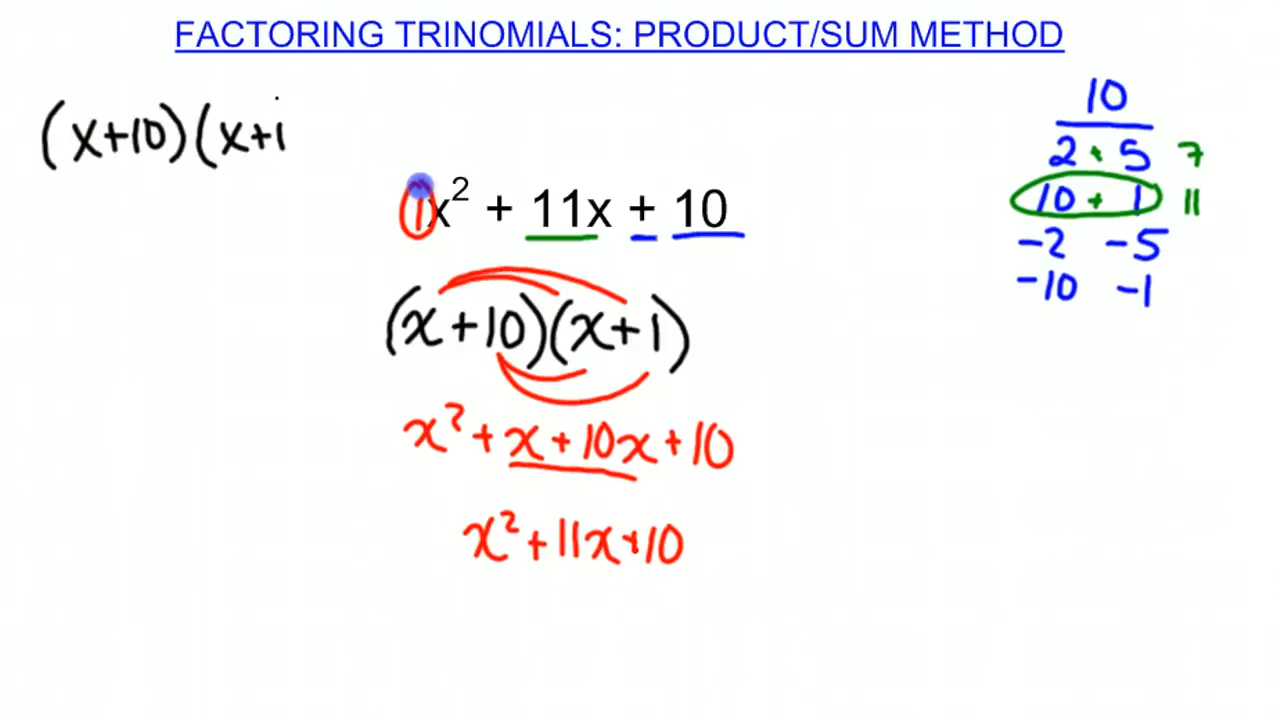 FACTORING TRINOMIALS: PRODUCT/SUM METHOD
(x+10)(x+1
1x² + 11x + 10
(x+10)(x+1)
x² + x + 10x + 10
x² + 11x + 10
10
2 + 5 7
10 + 1 11
-2 -5
-10 -1